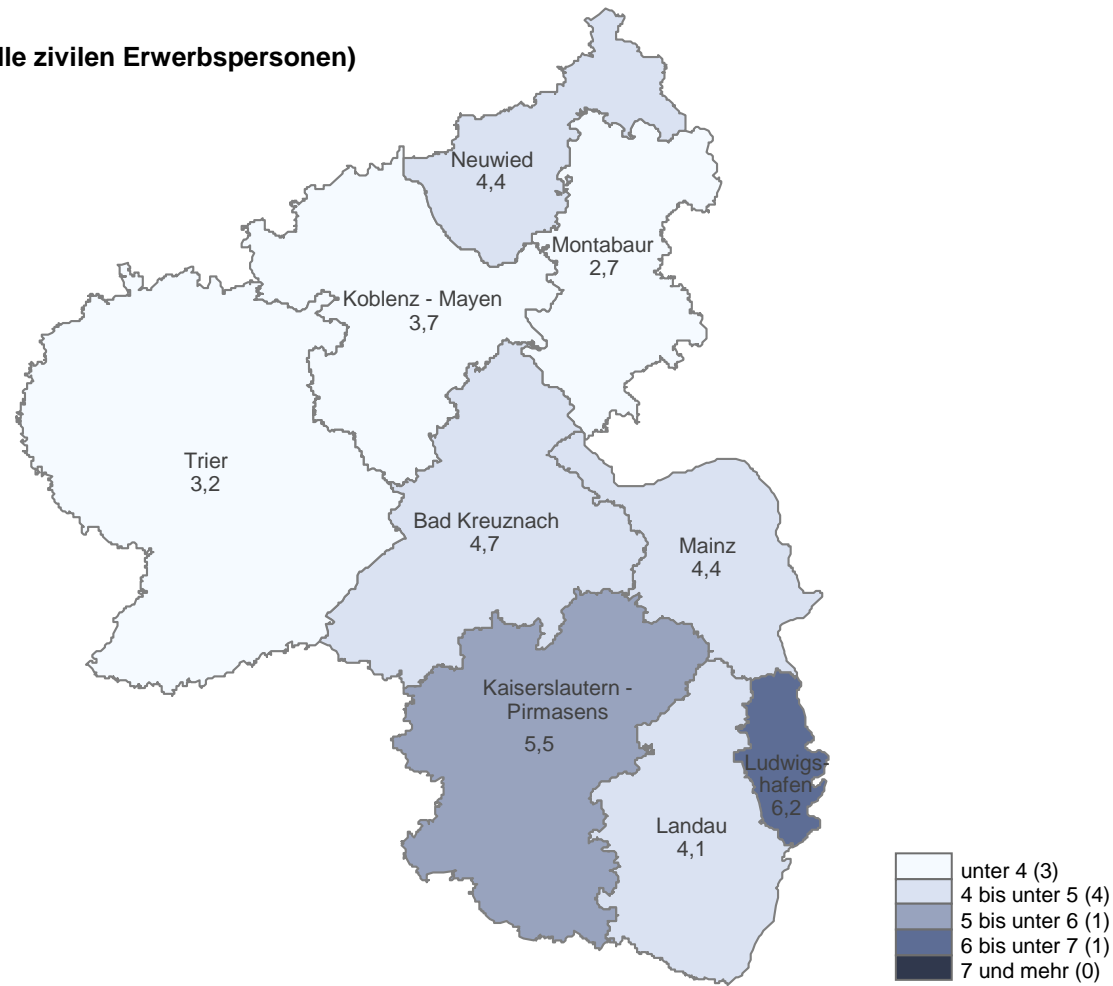 lle zivilen Erwerbspersonen)
Neuwied
4,4
Montabaur
2,7
Koblenz - Mayen
3,7
Trier
3,2
Bad Kreuznach
4,7
Mainz
4,4
Kaiserslautern -
Pirmasens
5,5
Ludwigs-
hafen
6,2
Landau
4,1
unter 4 (3)
4 bis unter 5 (4)
5 bis unter 6 (1)
6 bis unter 7 (1)
7 und mehr (0)